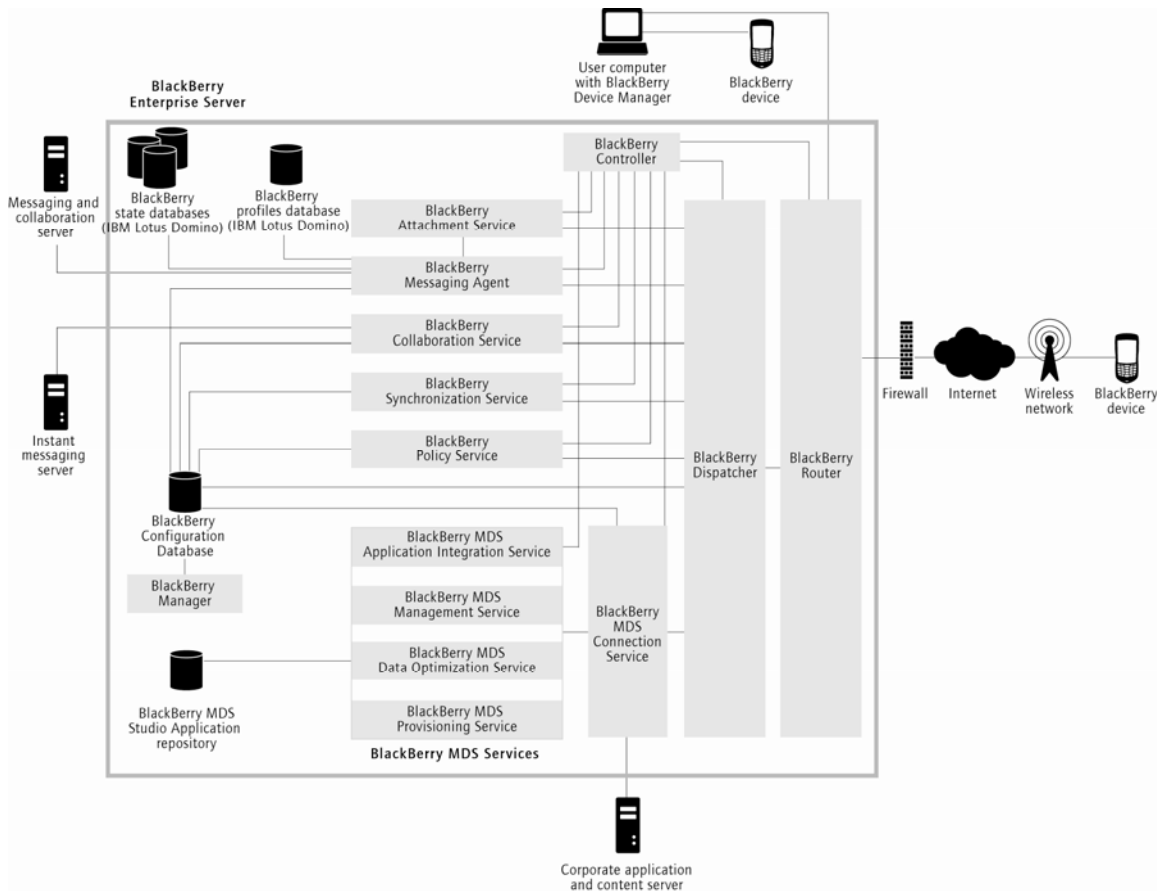 User computer
with BlackBerry
Device Manager
BlackBerry
device
BlackBerry
Enterprise Server
Messaging and
collaboration
server
BlackBerry
state databases
(IBM Lotus Domino)
BlackBerry
profiles database
(IBM Lotus Domino)
BlackBerry
Controller
BlackBerry
Attachment Service
BlackBerry
Messaging Agent
BlackBerry
Collaboration Service
BlackBerry
Synchronization Service
BlackBerry
Policy Service
Instant
messaging
server
BlackBerry
Configuration
Database
BlackBerry
Manager
BlackBerry MDS
Studio Application
repository
BlackBerry MDS
Application Integration Service
BlackBerry MDS
Management Service
BlackBerry MDS
Data Optimization Service
BlackBerry MDS
Provisioning Service
BlackBerry MDS Services
BlackBerry
MDS
Connection
Service
BlackBerry
Dispatcher
BlackBerry
Router
Firewall
Internet
Wireless
network
BlackBerry
device
Corporate application
and content server